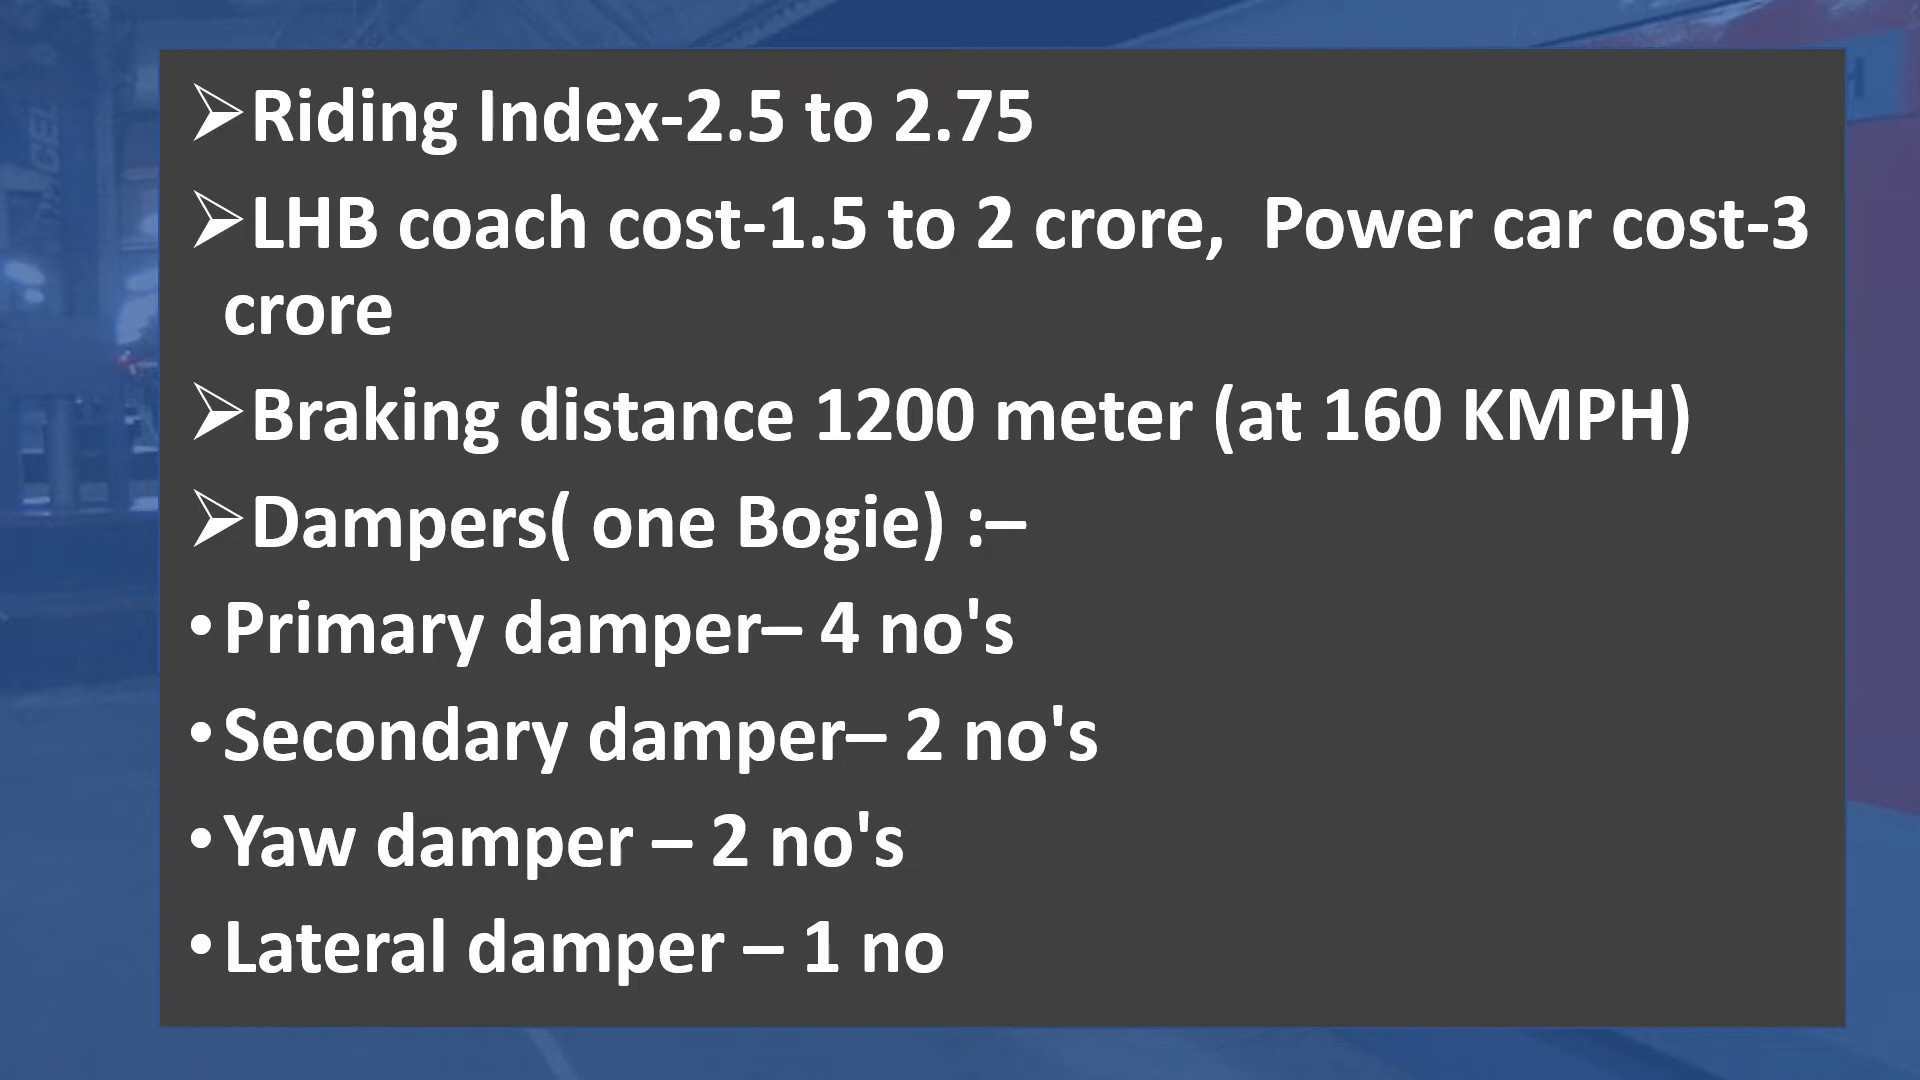 ➢Riding Index-2.5 to 2.75
➢LHB coach cost-1.5 to 2 crore,  Power car cost-3
crore
➢Braking distance 1200 meter (at 160 KMPH)
➢Dampers( one Bogie) :–
•Primary damper– 4 no's
•Secondary damper– 2 no's
•Yaw damper – 2 no's
•Lateral damper – 1 no